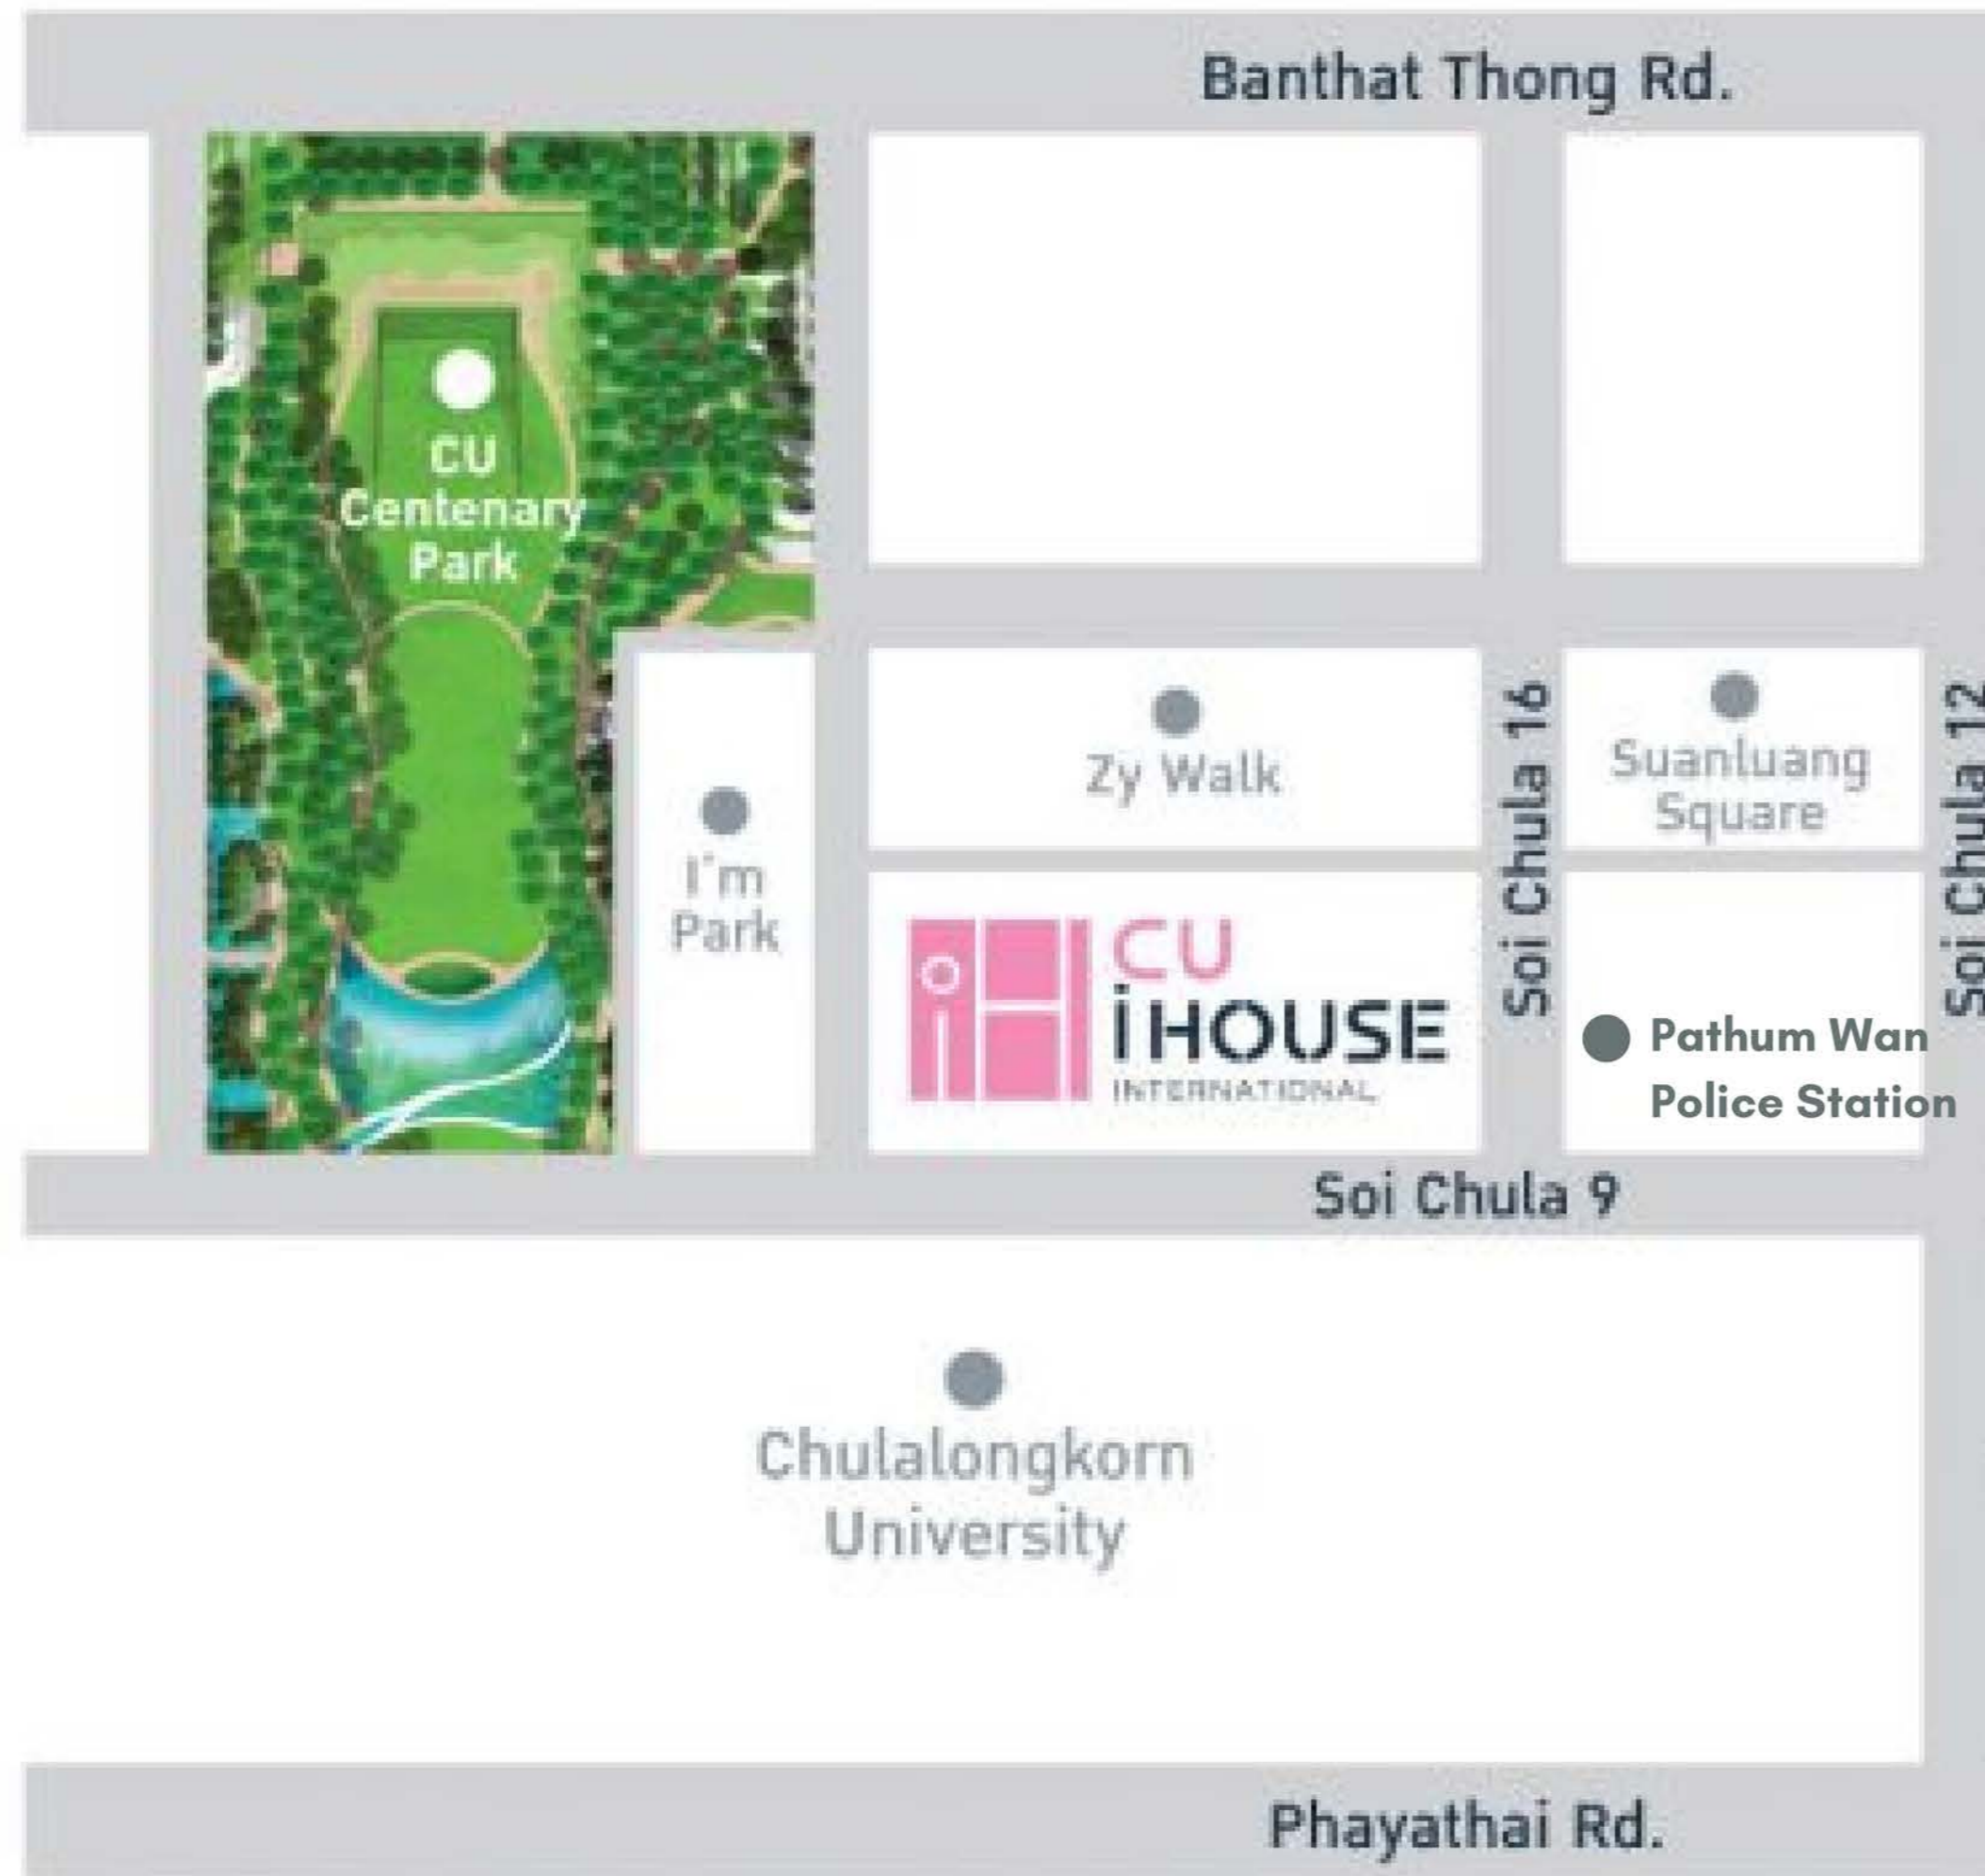 Banthat Thong Rd.
CU
Centenary
Park
Zy Walk
Soi Chula 16
Suanluang
Square
Soi Chula 12
I'm
Park
CU
iHOUSE
INTERNATIONAL
Pathum Wan
Police Station
Soi Chula 9
Chulalongkorn
University
Phayathai Rd.